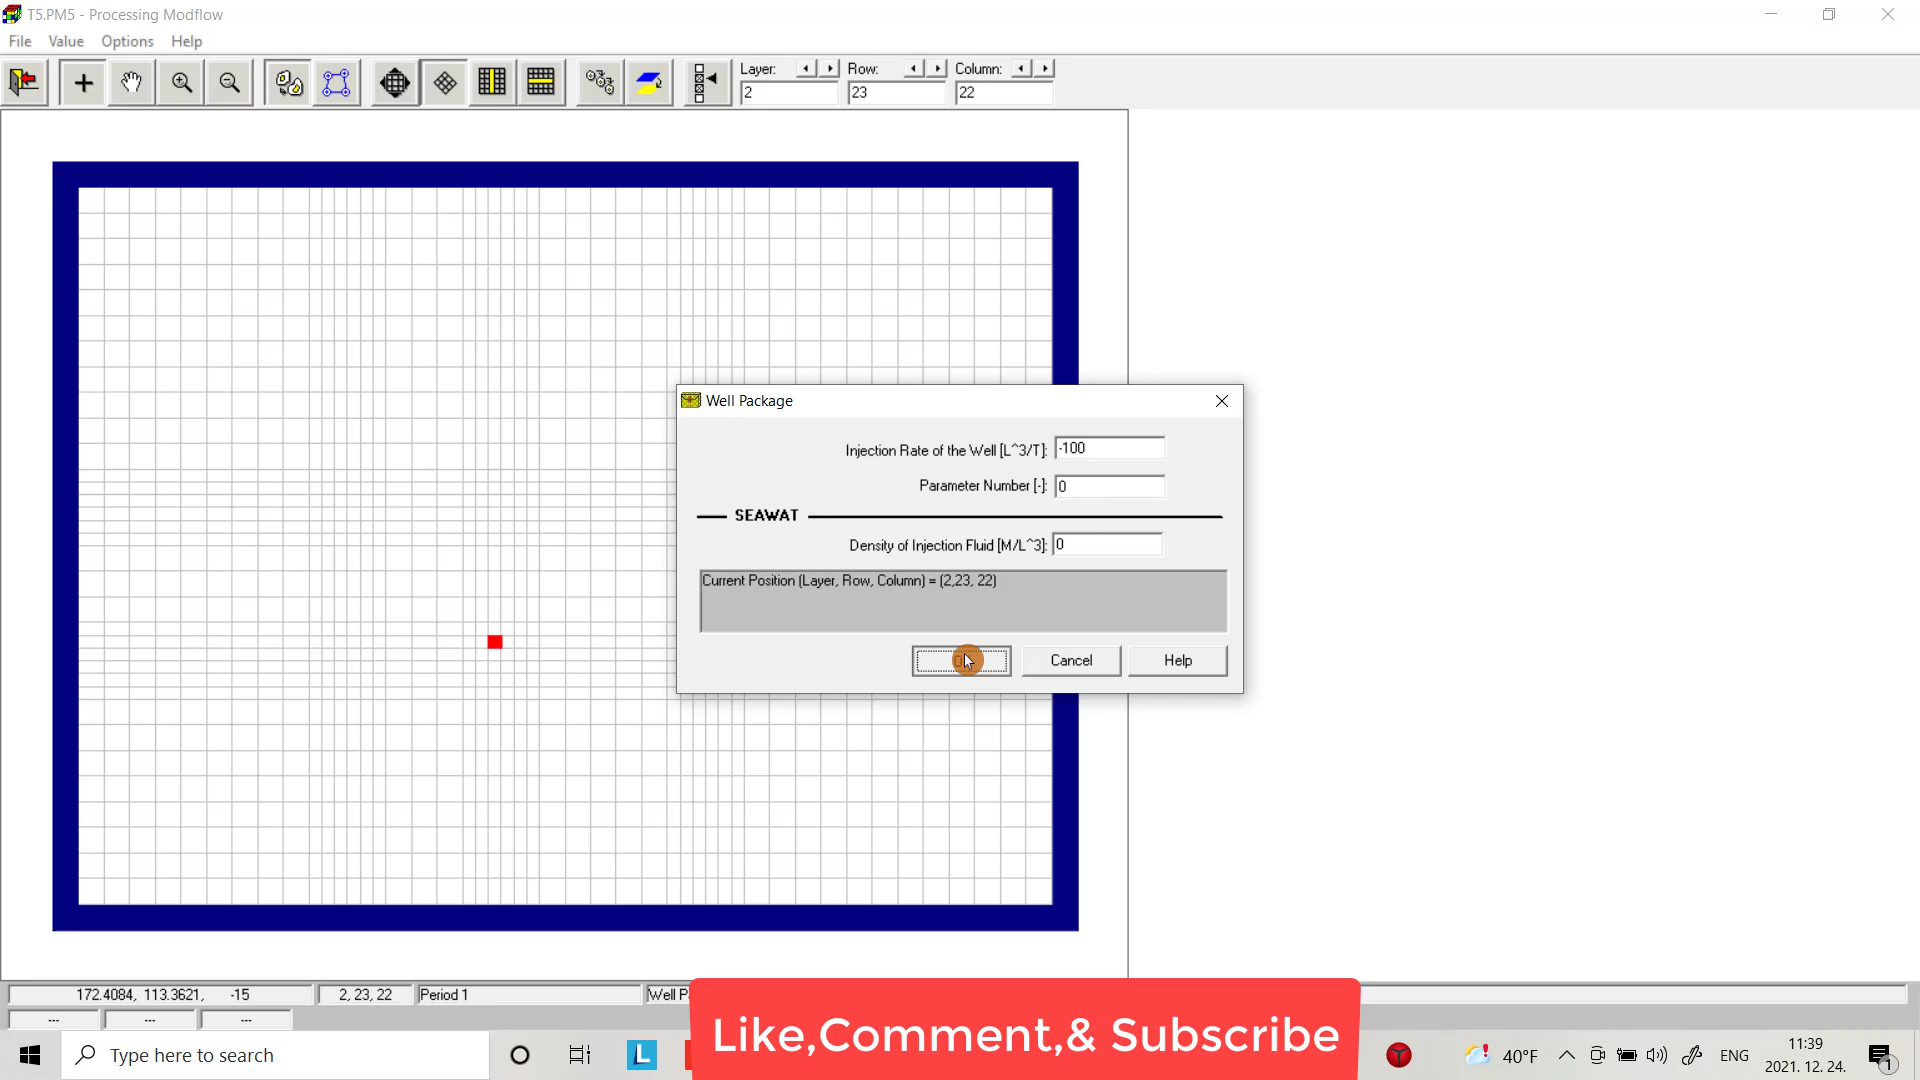 T5.PM5 - Processing Modflow
File Value Options Help
Layer: Row: Column:
2 23 22
Well Package
Injection Rate of the Well [L^3/T]: -100
Parameter Number [-]: 0
SEAWAT
Density of Injection Fluid [M/L^3]: 0
Current Position (Layer, Row, Column) = (2,23, 22)
Cancel Help
172.4084, 113.3621, -15 2, 23, 22 Period 1 Well P
--- --- ---
Like,Comment,& Subscribe
Type here to search
L
40°F ENG
11:39
2021. 12. 24.
1